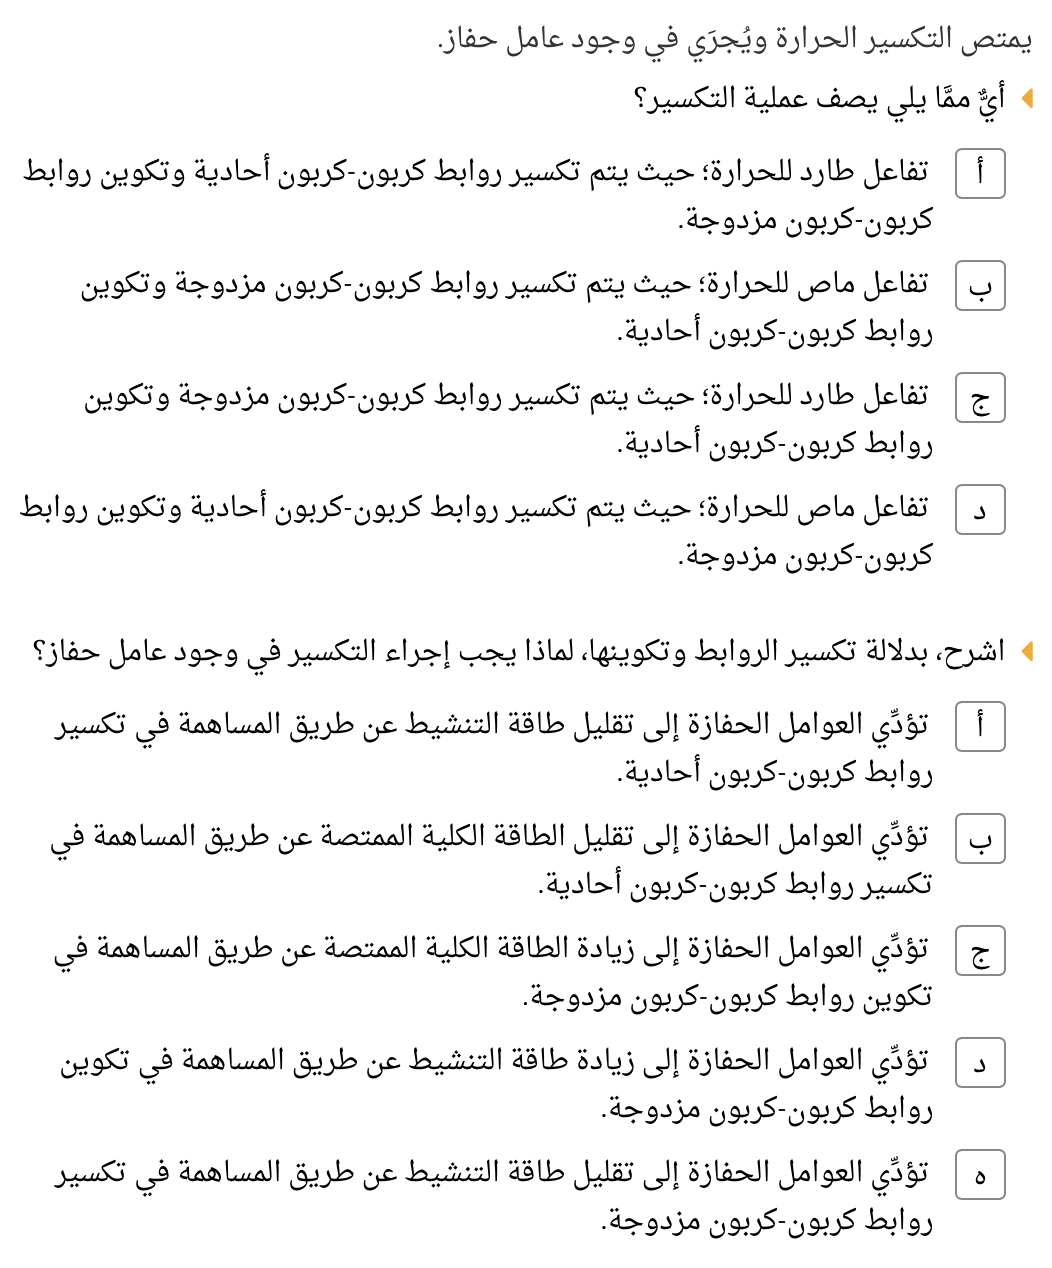 يمتص التكسير الحرارة ويُجرَي في وجود عامل حفاز.
أيٌّ ممَّا يلي يصف عملية التكسير؟
أ تفاعل طارد للحرارة؛ حيث يتم تكسير روابط كربون-كربون أحادية وتكوين روابط
كربون-كربون مزدوجة.
ب تفاعل ماص للحرارة؛ حيث يتم تكسير روابط كربون-كربون مزدوجة وتكوين
روابط كربون-كربون أحادية.
ج تفاعل طارد للحرارة؛ حيث يتم تكسير روابط كربون-كربون مزدوجة وتكوين
روابط كربون-كربون أحادية.
د تفاعل ماص للحرارة؛ حيث يتم تكسير روابط كربون-كربون أحادية وتكوين روابط
كربون-كربون مزدوجة.
اشرح، بدلالة تكسير الروابط وتكوينها، لماذا يجب إجراء التكسير في وجود عامل حفاز؟
أ تؤدِّي العوامل الحفازة إلى تقليل طاقة التنشيط عن طريق المساهمة في تكسير
روابط كربون-كربون أحادية.
ب تؤدِّي العوامل الحفازة إلى تقليل الطاقة الكلية الممتصة عن طريق المساهمة في
تكسير روابط كربون-كربون أحادية.
ج تؤدِّي العوامل الحفازة إلى زيادة الطاقة الكلية الممتصة عن طريق المساهمة في
تكوين روابط كربون-كربون مزدوجة.
د تؤدِّي العوامل الحفازة إلى زيادة طاقة التنشيط عن طريق المساهمة في تكوين
روابط كربون-كربون مزدوجة.
ه تؤدِّي العوامل الحفازة إلى تقليل طاقة التنشيط عن طريق المساهمة في تكسير
روابط كربون-كربون مزدوجة.